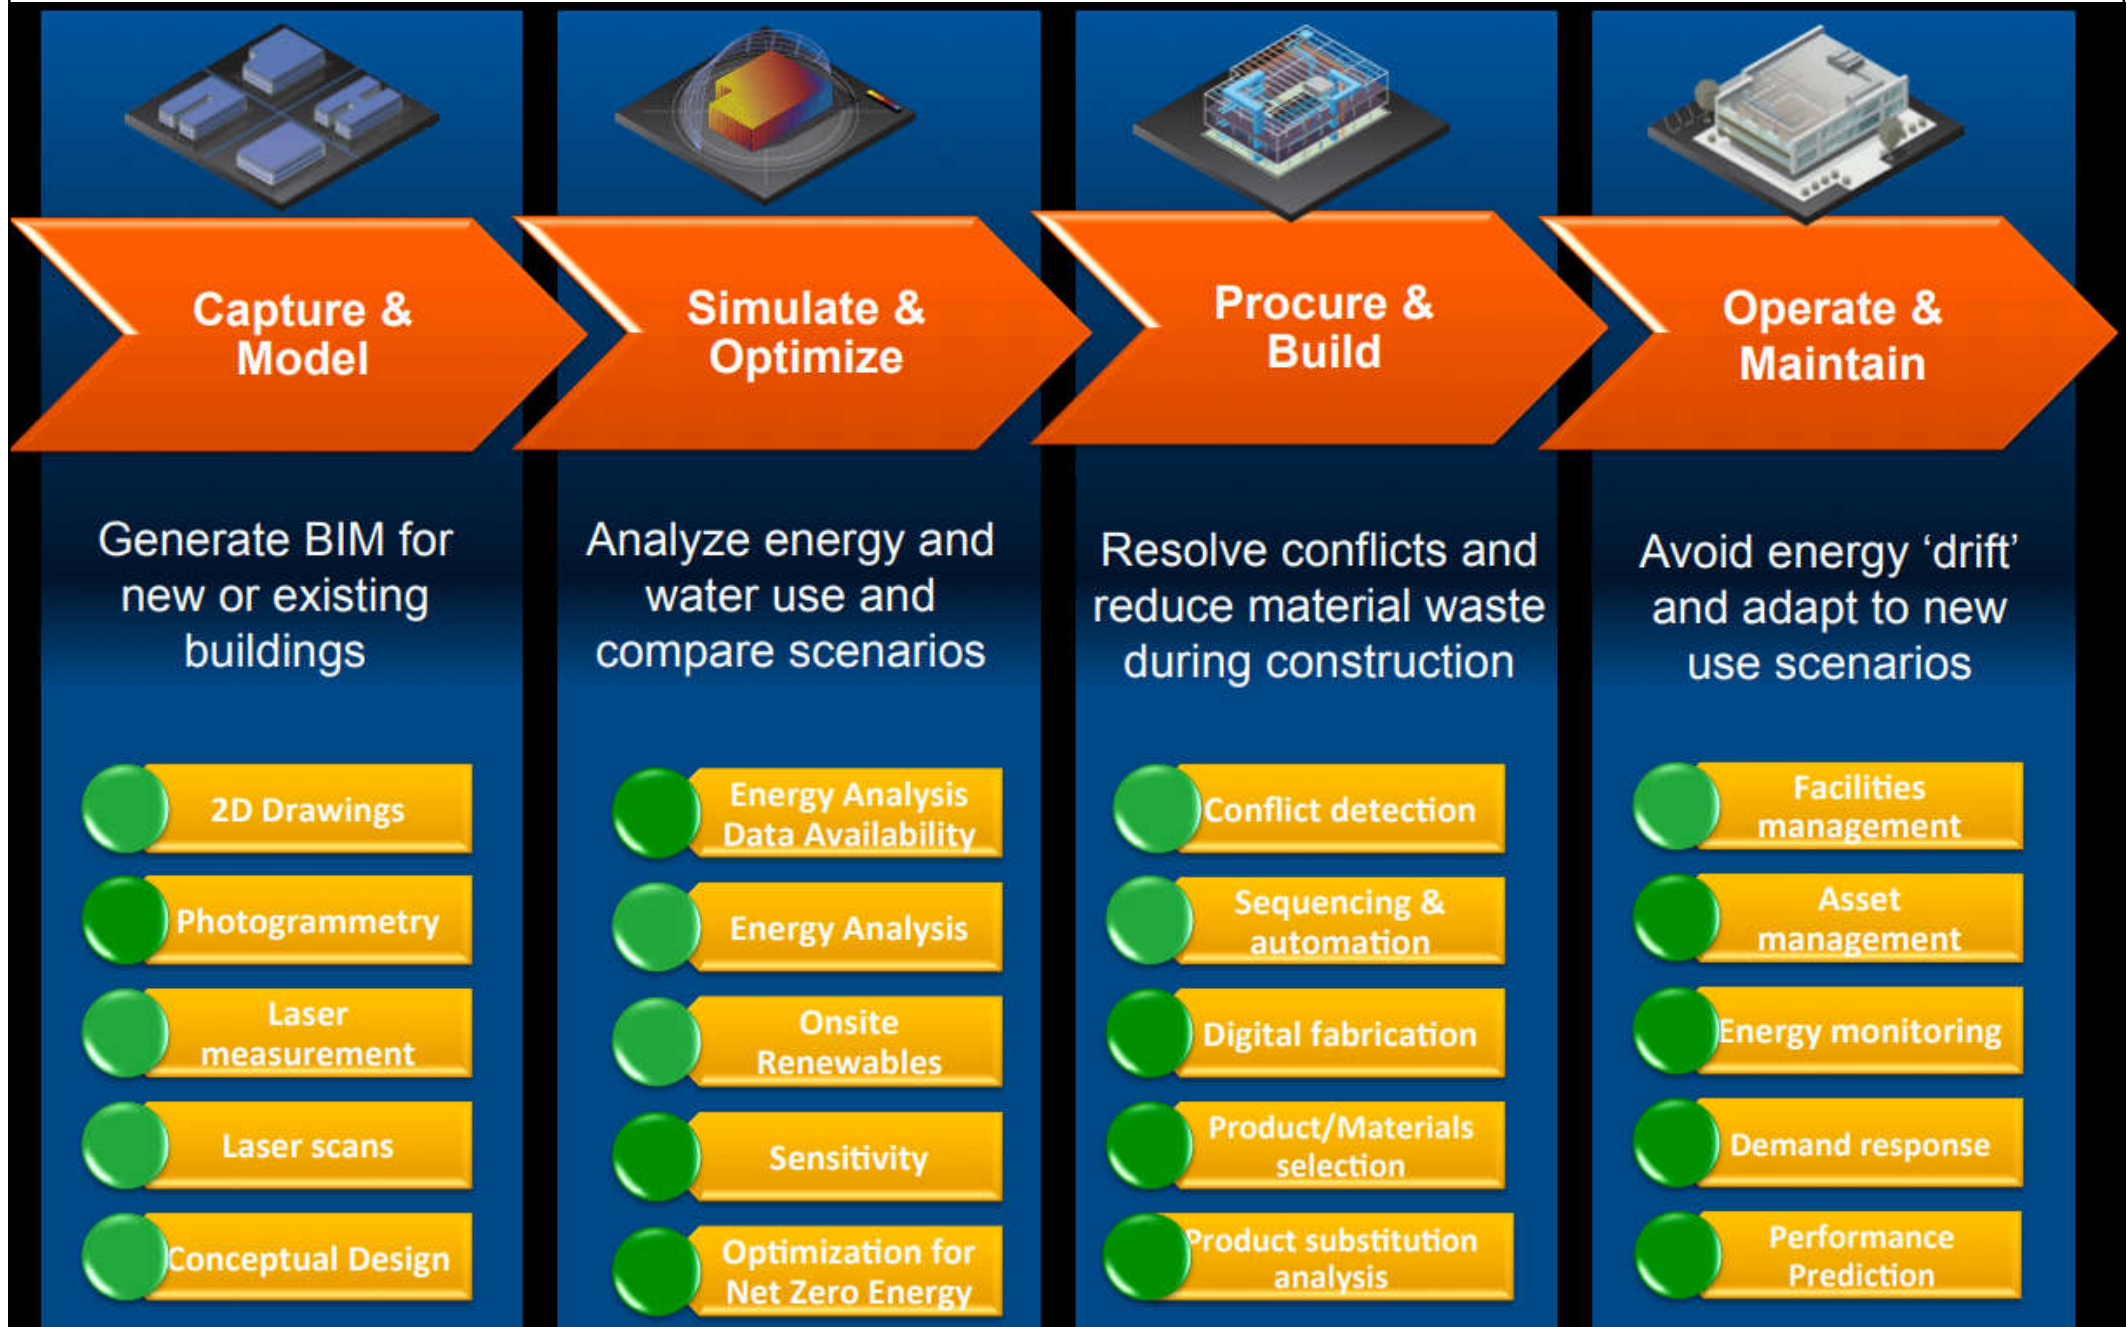 Capture &
Model
Generate BIM for
new or existing
buildings
2D Drawings
Photogrammetry
Laser
measurement
Laser scans
Conceptual Design
Simulate &
Optimize
Analyze energy and
water use and
compare scenarios
Energy Analysis
Data Availability
Energy Analysis
Onsite
Renewables
Sensitivity
Optimization for
Net Zero Energy
Procure &
Build
Resolve conflicts and
reduce material waste
during construction
Conflict detection
Sequencing &
automation
Digital fabrication
Product/Materials
selection
Product substitution
analysis
Operate &
Maintain
Avoid energy ‘drift’
and adapt to new
use scenarios
Facilities
management
Asset
management
Energy monitoring
Demand response
Performance
Prediction